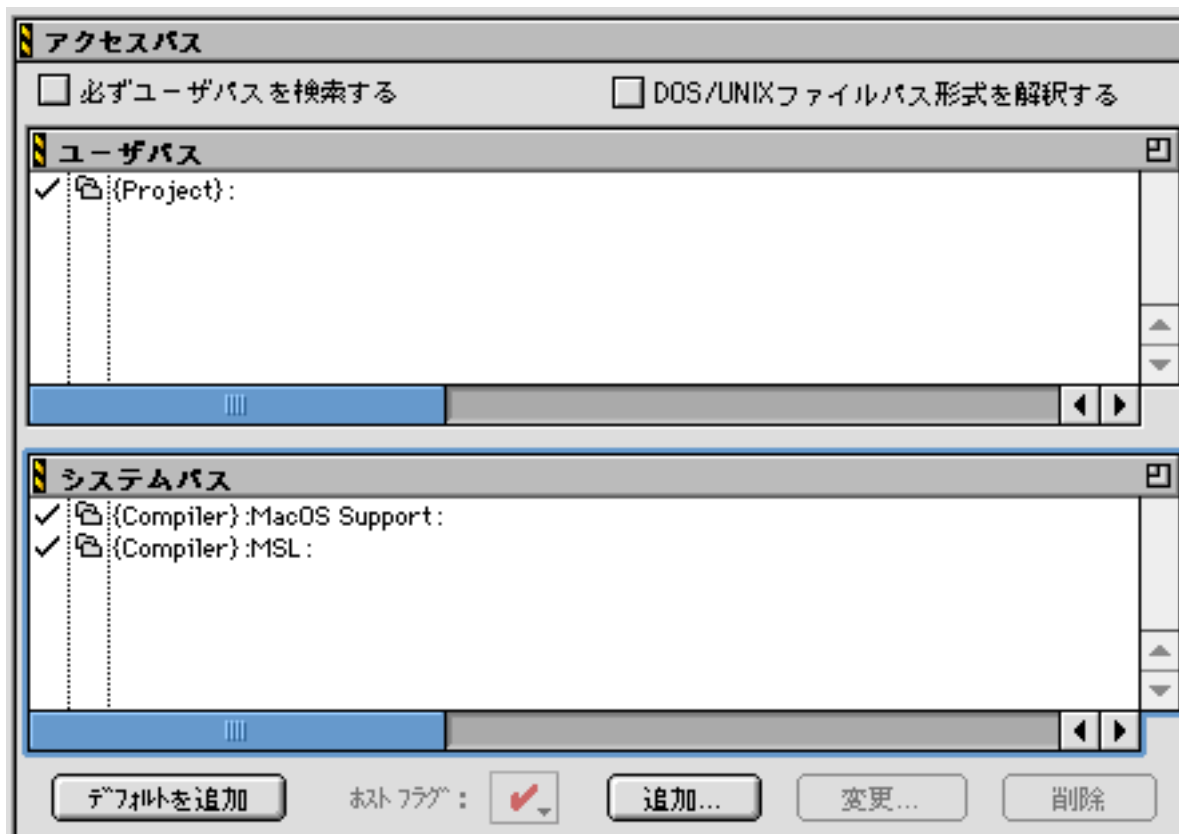 アクセスパス
必ずユーザパスを検索する
DOS/UNIXファイルパス形式を解釈する
ユーザパス
{Project}:
システムパス
{Compiler}:MacOS Support:
{Compiler}:MSL:
デフォルトを追加 ホストフラグ: 追加... 変更... 削除